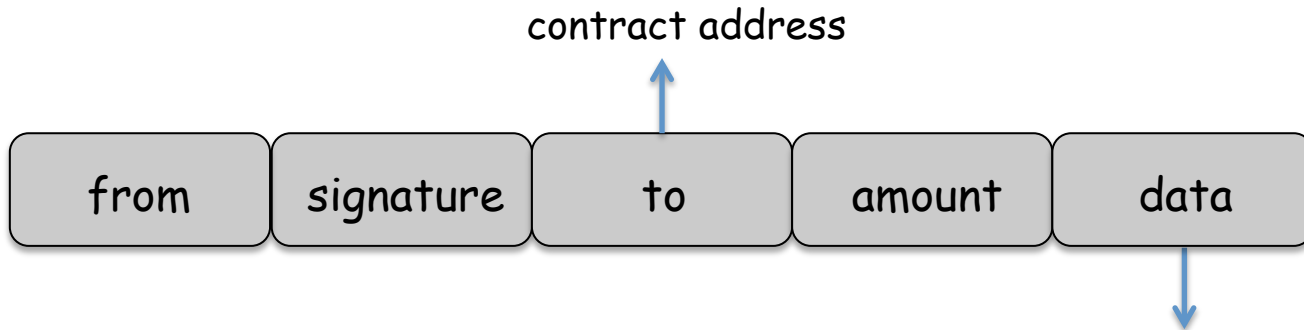 contract address
from signature to amount data